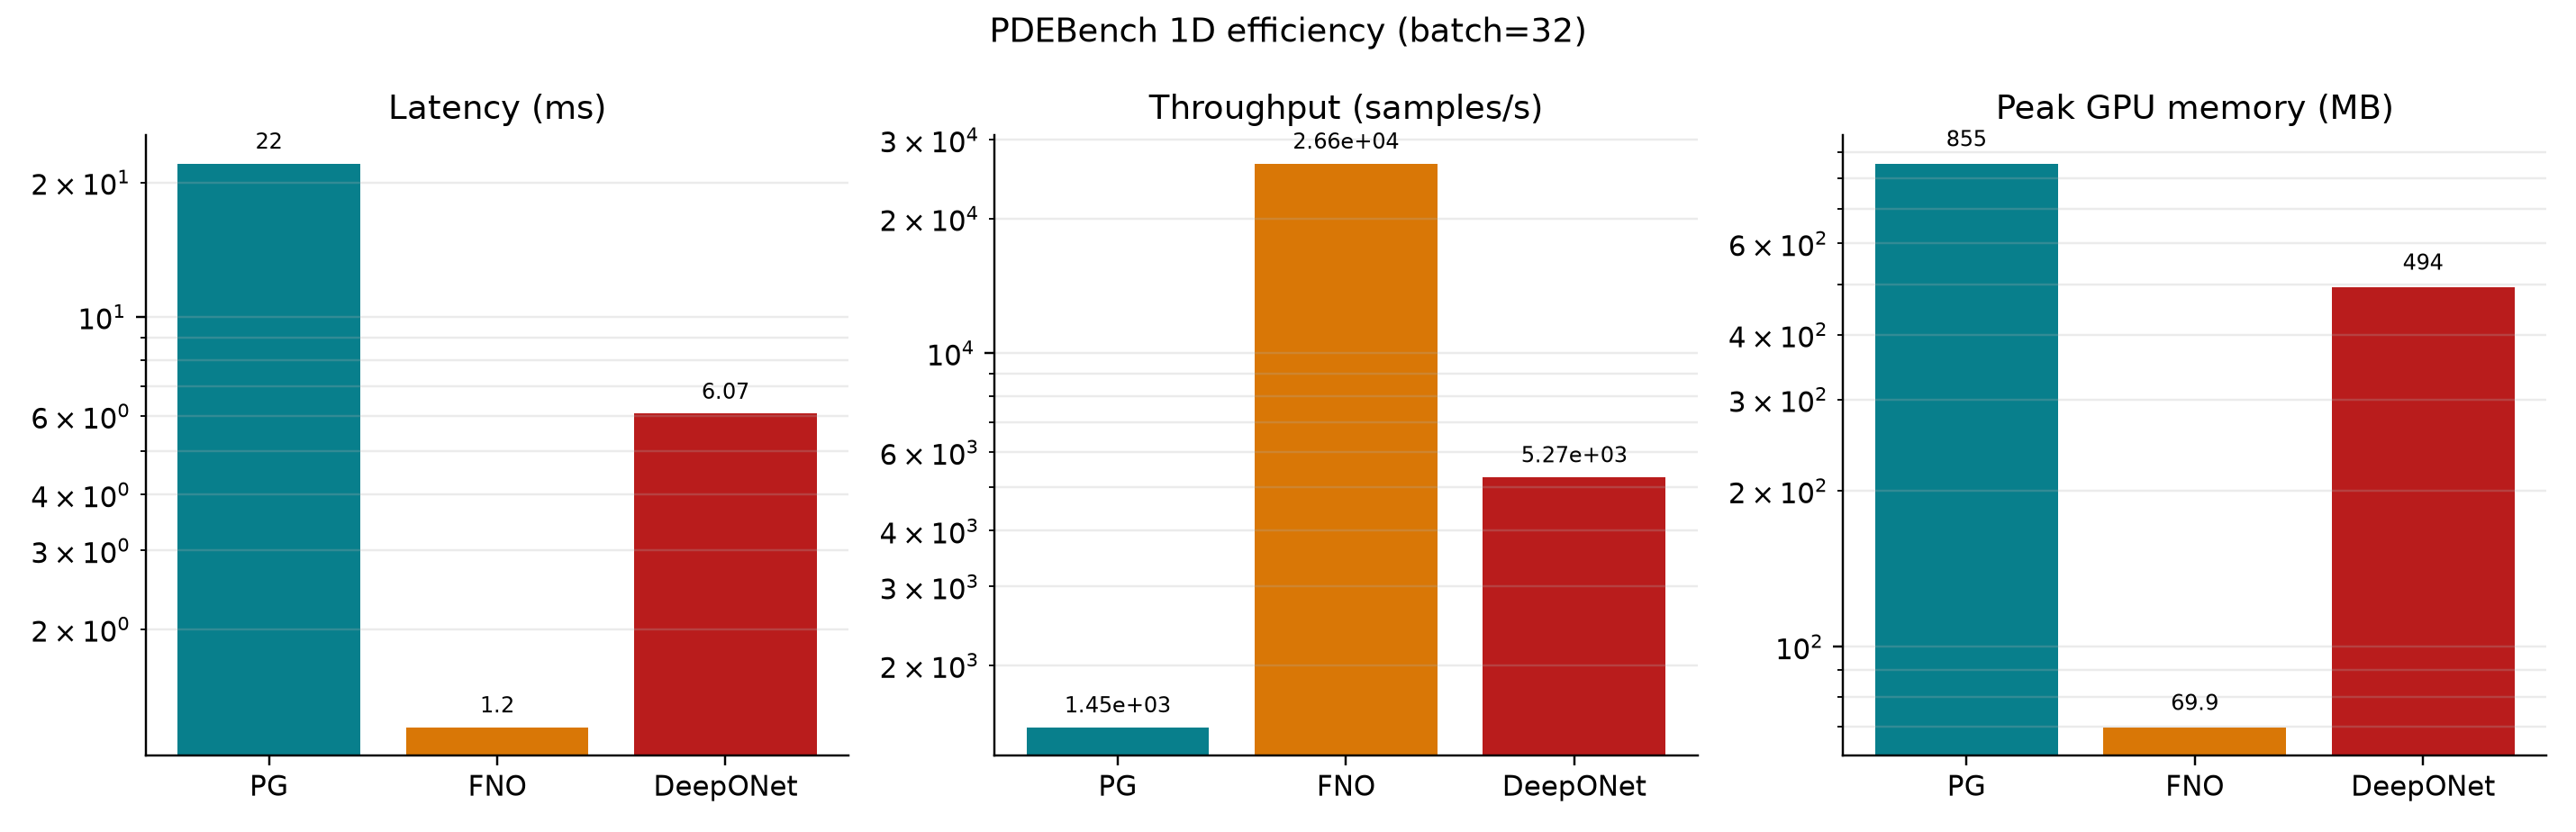 PDEBench 1D efficiency (batch=32)
Latency (ms)
22
2 × 10¹
10¹
6.07
6 × 10⁰
4 × 10⁰
3 × 10⁰
2 × 10⁰
1.2
PG
FNO
DeepONet
Throughput (samples/s)
3 × 10⁴
2.66e+04
2 × 10⁴
10⁴
6 × 10³
5.27e+03
4 × 10³
3 × 10³
2 × 10³
1.45e+03
PG
FNO
DeepONet
Peak GPU memory (MB)
855
6 × 10²
494
4 × 10²
3 × 10²
2 × 10²
10²
69.9
PG
FNO
DeepONet